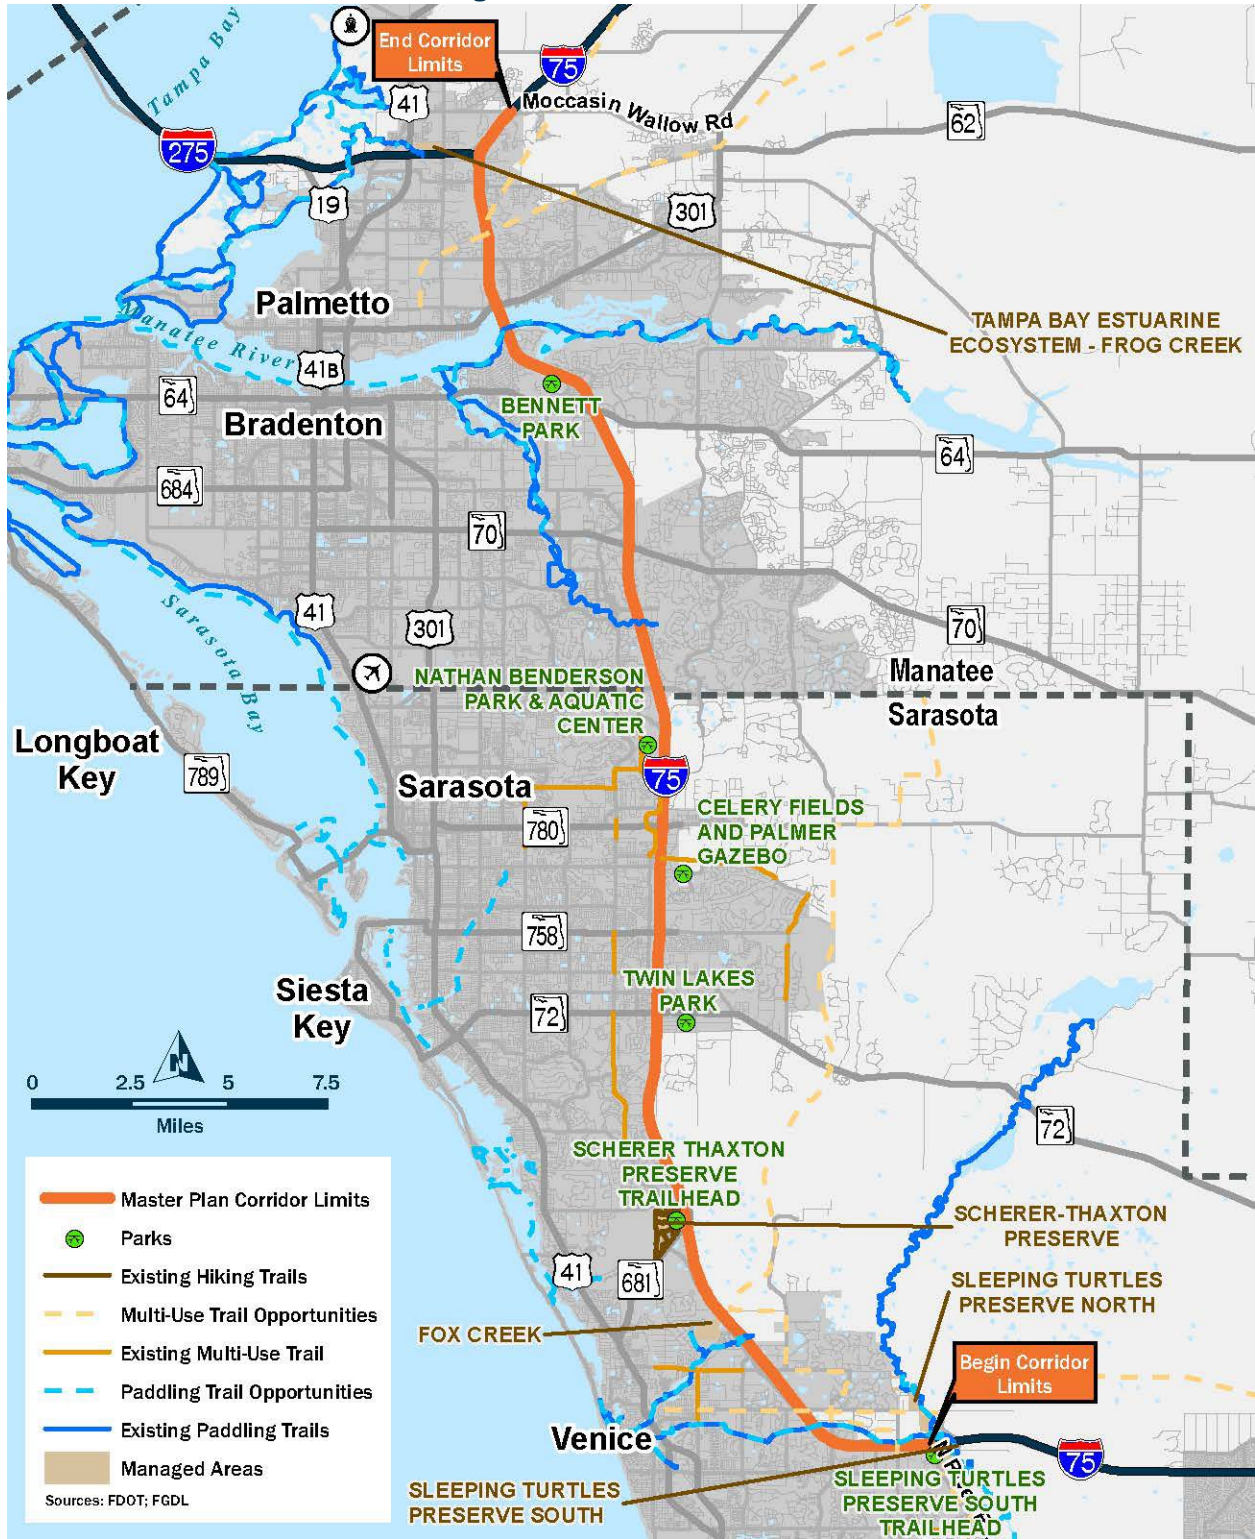 End Corridor
Limits
75
Moccasin Wallow Rd
Tampa Bay
41
62
275
19
301
Palmetto
Manatee River
TAMPA BAY ESTUARINE
ECOSYSTEM - FROG CREEK
41B
64
BENNETT
PARK
Bradenton
64
684
70
Sarasota Bay
41
301
70
Manatee
NATHAN BENDERSON
PARK & AQUATIC
CENTER
Sarasota
Longboat
Key
789
75
Sarasota
CELERY FIELDS
AND PALMER
GAZEBO
780
758
TWIN LAKES
PARK
Siesta
Key
72
N
0 2.5 5 7.5
Miles
72
SCHERER THAXTON
PRESERVE
TRAILHEAD
SCHERER-THAXTON
PRESERVE
41
681
SLEEPING TURTLES
PRESERVE NORTH
FOX CREEK
Begin Corridor
Limits
Venice
75
SLEEPING TURTLES
PRESERVE SOUTH
SLEEPING TURTLES
PRESERVE SOUTH
TRAILHEAD
Master Plan Corridor Limits
Parks
Existing Hiking Trails
Multi-Use Trail Opportunities
Existing Multi-Use Trail
Paddling Trail Opportunities
Existing Paddling Trails
Managed Areas
Sources: FDOT; FGDL